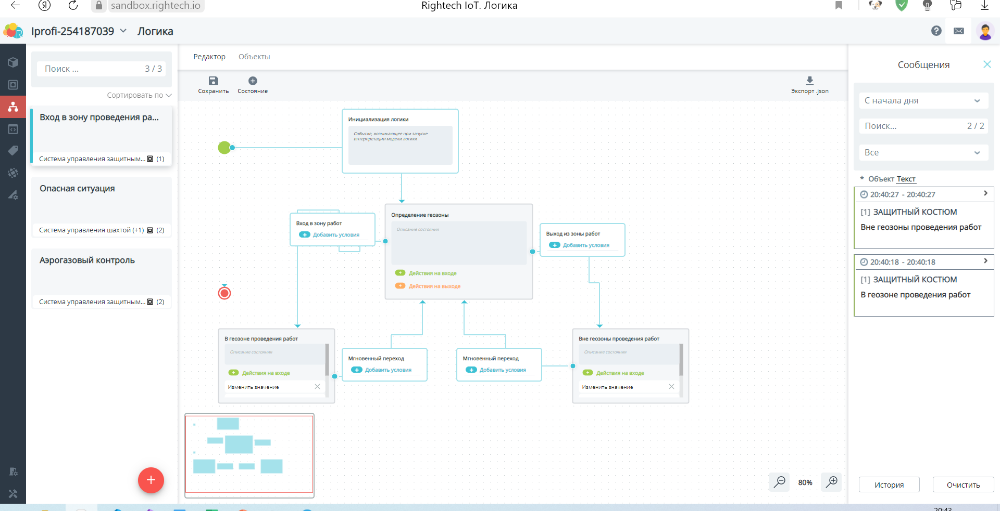 sandbox.rightech.io
Rightech IoT. Логика
Iprofi-254187039
Логика
Поиск ...
3 / 3
Сортировать по
Вход в зону проведения ра...
Система управления защитным... (1)
Опасная ситуация
Система управления шахтой (+1) (2)
Аэрогазовый контроль
Система управления защитным... (2)
Редактор
Объекты
Сохранить
Состояние
Экспорт .json
Инициализация логики
Событие, возникающее при запуске
интерпретации модели логики
Определение геозоны
Описание состояния
Действия на входе
Действия на выходе
Вход в зону работ
Добавить условия
Выход из зоны работ
Добавить условия
В геозоне проведения работ
Описание состояния
Действия на входе
Изменить значение
Мгновенный переход
Добавить условия
Мгновенный переход
Добавить условия
Вне геозоны проведения работ
Описание состояния
Действия на входе
Изменить значение
80%
Сообщения
С начала дня
Поиск...
2 / 2
Все
* Объект Текст
20:40:27 - 20:40:27
[1] ЗАЩИТНЫЙ КОСТЮМ
Вне геозоны проведения работ
20:40:18 - 20:40:18
[1] ЗАЩИТНЫЙ КОСТЮМ
В геозоне проведения работ
История
Очистить
20:43